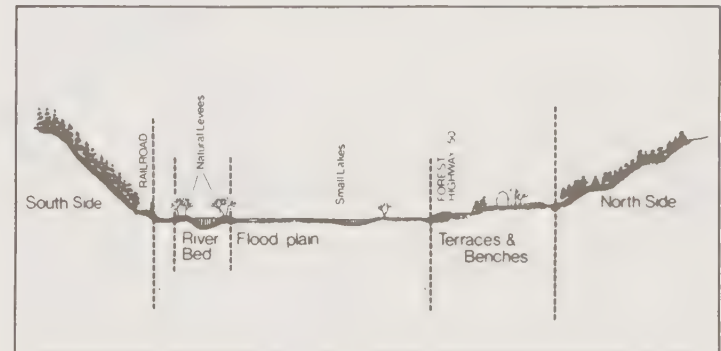 South Side
RAILROAD
Natural Levees
River
Bed
Flood plain
Small Lakes
FOREST
HIGHWAY 50
Terraces &
Benches
North Side